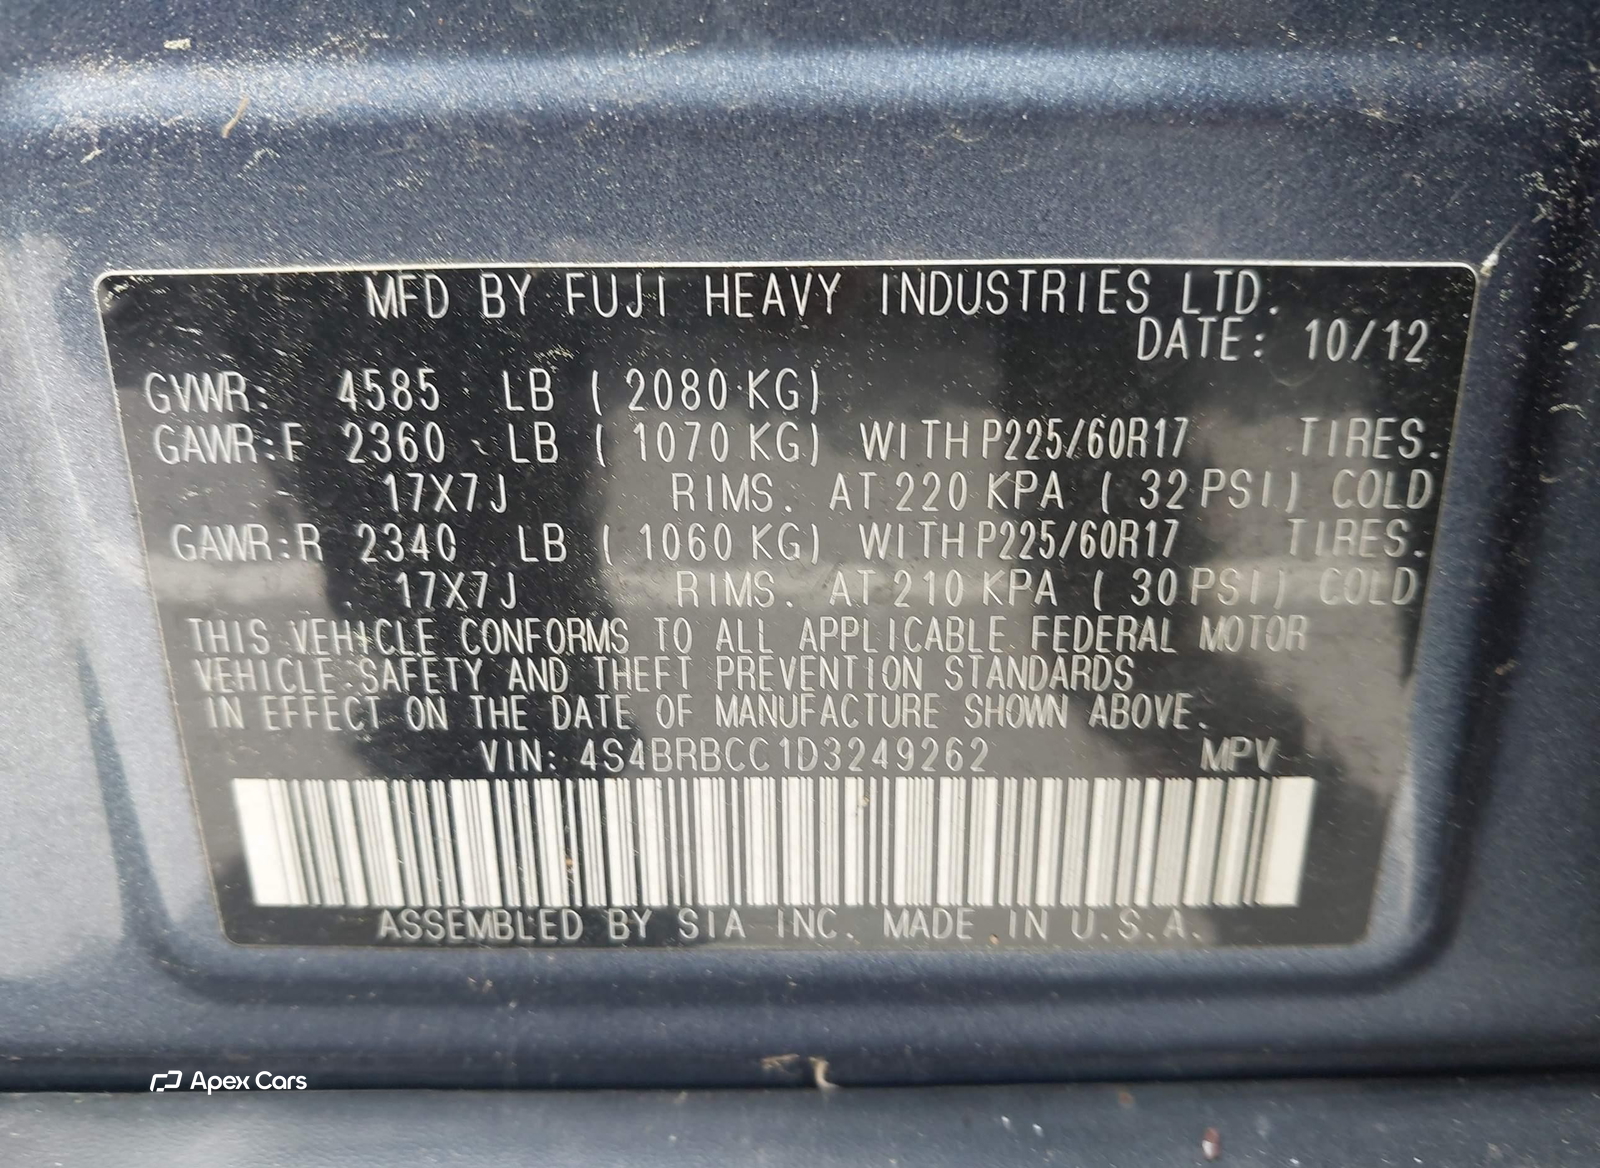 MFD BY FUJI HEAVY INDUSTRIES LTD.
DATE: 10/12
GVWR: 4585 LB ( 2080 KG)
GAWR:F 2360 LB ( 1070 KG) WITH P225/60R17 TIRES.
17X7J RIMS. AT 220 KPA ( 32 PSI) COLD
GAWR:R 2340 LB ( 1060 KG) WITH P225/60R17 TIRES.
17X7J RIMS. AT 210 KPA ( 30 PSI) COLD
THIS VEHICLE CONFORMS TO ALL APPLICABLE FEDERAL MOTOR
VEHICLE SAFETY AND THEFT PREVENTION STANDARDS
IN EFFECT ON THE DATE OF MANUFACTURE SHOWN ABOVE.
VIN: 4S4BRBCC1D3249262 MPV
ASSEMBLED BY SIA INC. MADE IN U.S.A.
Apex Cars